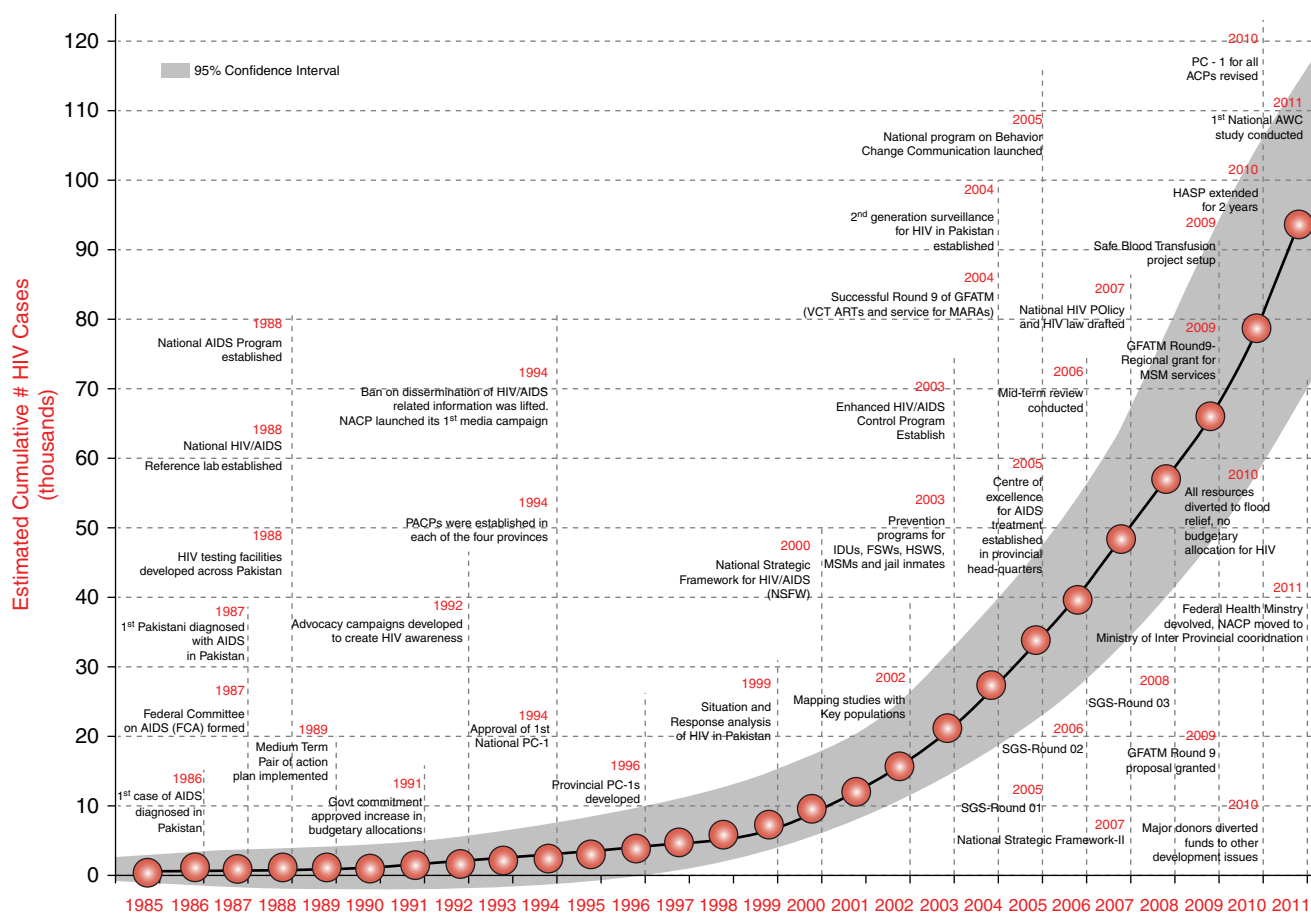 Estimated Cumulative # HIV Cases
(thousands)
120
110
100
90
80
70
60
50
40
30
20
10
0
95% Confidence Interval
1986
1st case of AIDS
diagnosed in
Pakistan
1987
1st Pakistani diagnosed
with AIDS
in Pakistan
1987
Federal Committee
on AIDS (FCA) formed
1988
National AIDS Program
established
1988
National HIV/AIDS
Reference lab established
1988
HIV testing facilities
developed across Pakistan
1989
Medium Term
Pair of action
plan implemented
1991
Govt commitment
approved increase in
budgetary allocations
1992
Advocacy campaigns developed
to create HIV awareness
1994
Ban on dissemination of HIV/AIDS
related information was lifted.
NACP launched its 1st media campaign
1994
PACPs were established in
each of the four provinces
1994
Approval of 1st
National PC-1
1996
Provincial PC-1s
developed
1999
Situation and
Response analysis
of HIV in Pakistan
2000
National Strategic
Framework for HIV/AIDS
(NSFW)
2002
Mapping studies with
Key populations
2003
Enhanced HIV/AIDS
Control Program
Establish
2003
Prevention
programs for
IDUs, FSWs, HSWS,
MSMs and jail inmates
2005
National program on Behavior
Change Communication launched
2004
2nd generation surveillance
for HIV in Pakistan
established
2004
Successful Round 9 of GFATM
(VCT ARTs and service for MARAs)
2005
Centre of
excellence
for AIDS
treatment
established
in provincial
head-quarters
2005
SGS-Round 01
2006
Mid-term review
conducted
2006
SGS-Round 02
2007
National HIV POlicy
and HIV law drafted
2007
National Strategic Framework-II
2008
SGS-Round 03
2009
Safe Blood Transfusion
project setup
2009
GFATM Round9-
Regional grant for
MSM services
2009
GFATM Round 9
proposal granted
2010
PC - 1 for all
ACPs revised
2011
1st National AWC
study conducted
2010
HASP extended
for 2 years
2010
All resources
diverted to flood
relief, no
budgetary
allocation for HIV
2011
Federal Health Minstry
devolved, NACP moved to
Ministry of Inter Provincial cooridnation
2010
Major donors diverted
funds to other
development issues
1985 1986 1987 1988 1989 1990 1991 1992 1993 1994 1995 1996 1997 1998 1999 2000 2001 2002 2003 2004 2005 2006 2007 2008 2009 2010 2011